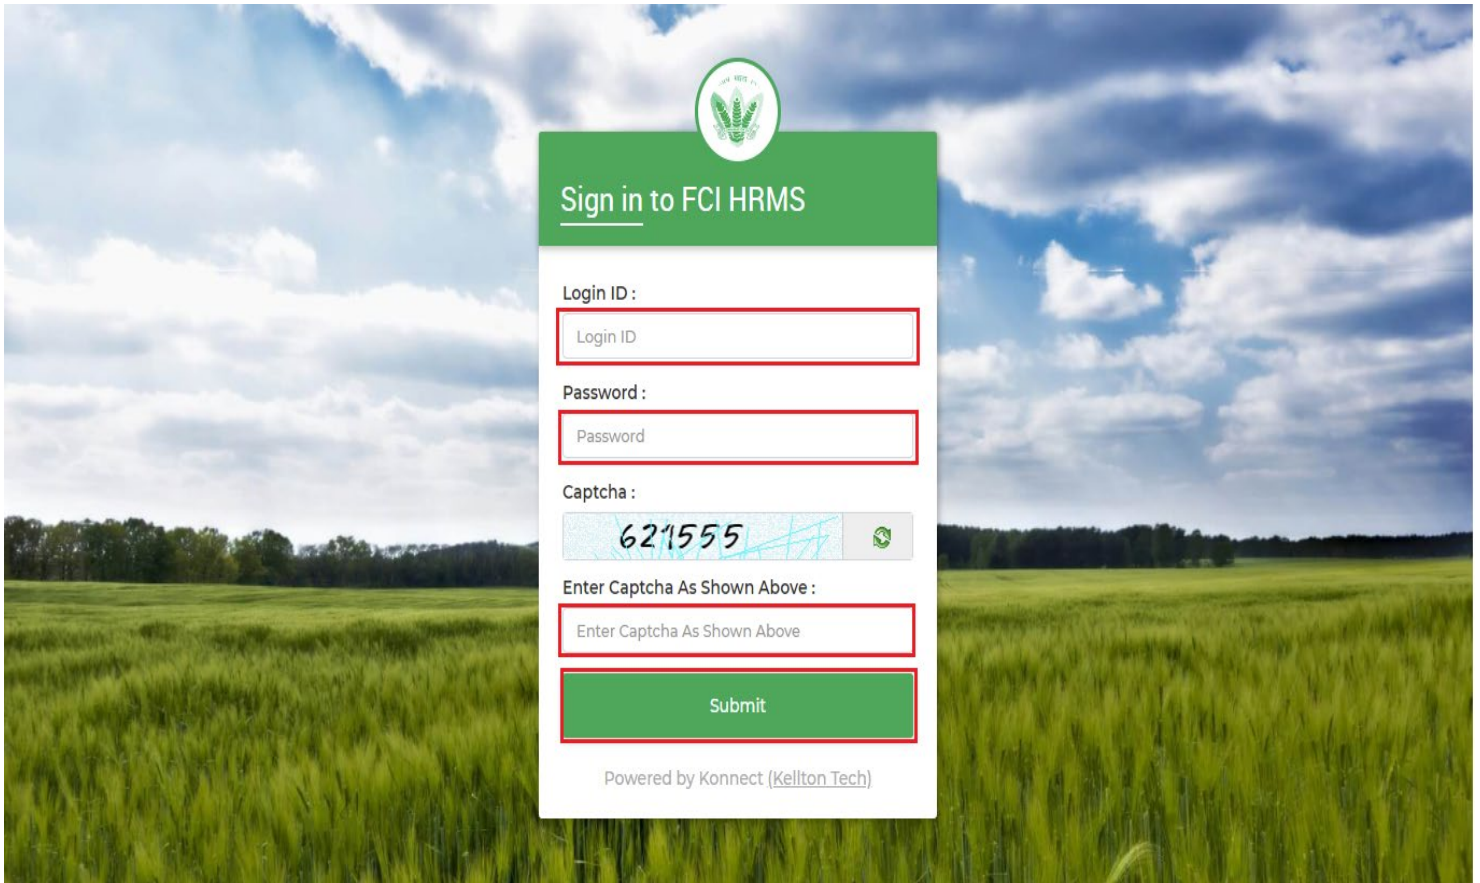 Sign in to FCI HRMS
Login ID :
Login ID
Password :
Password
Captcha :
621555
Enter Captcha As Shown Above :
Enter Captcha As Shown Above
Submit
Powered by Konnect (Kellton Tech)